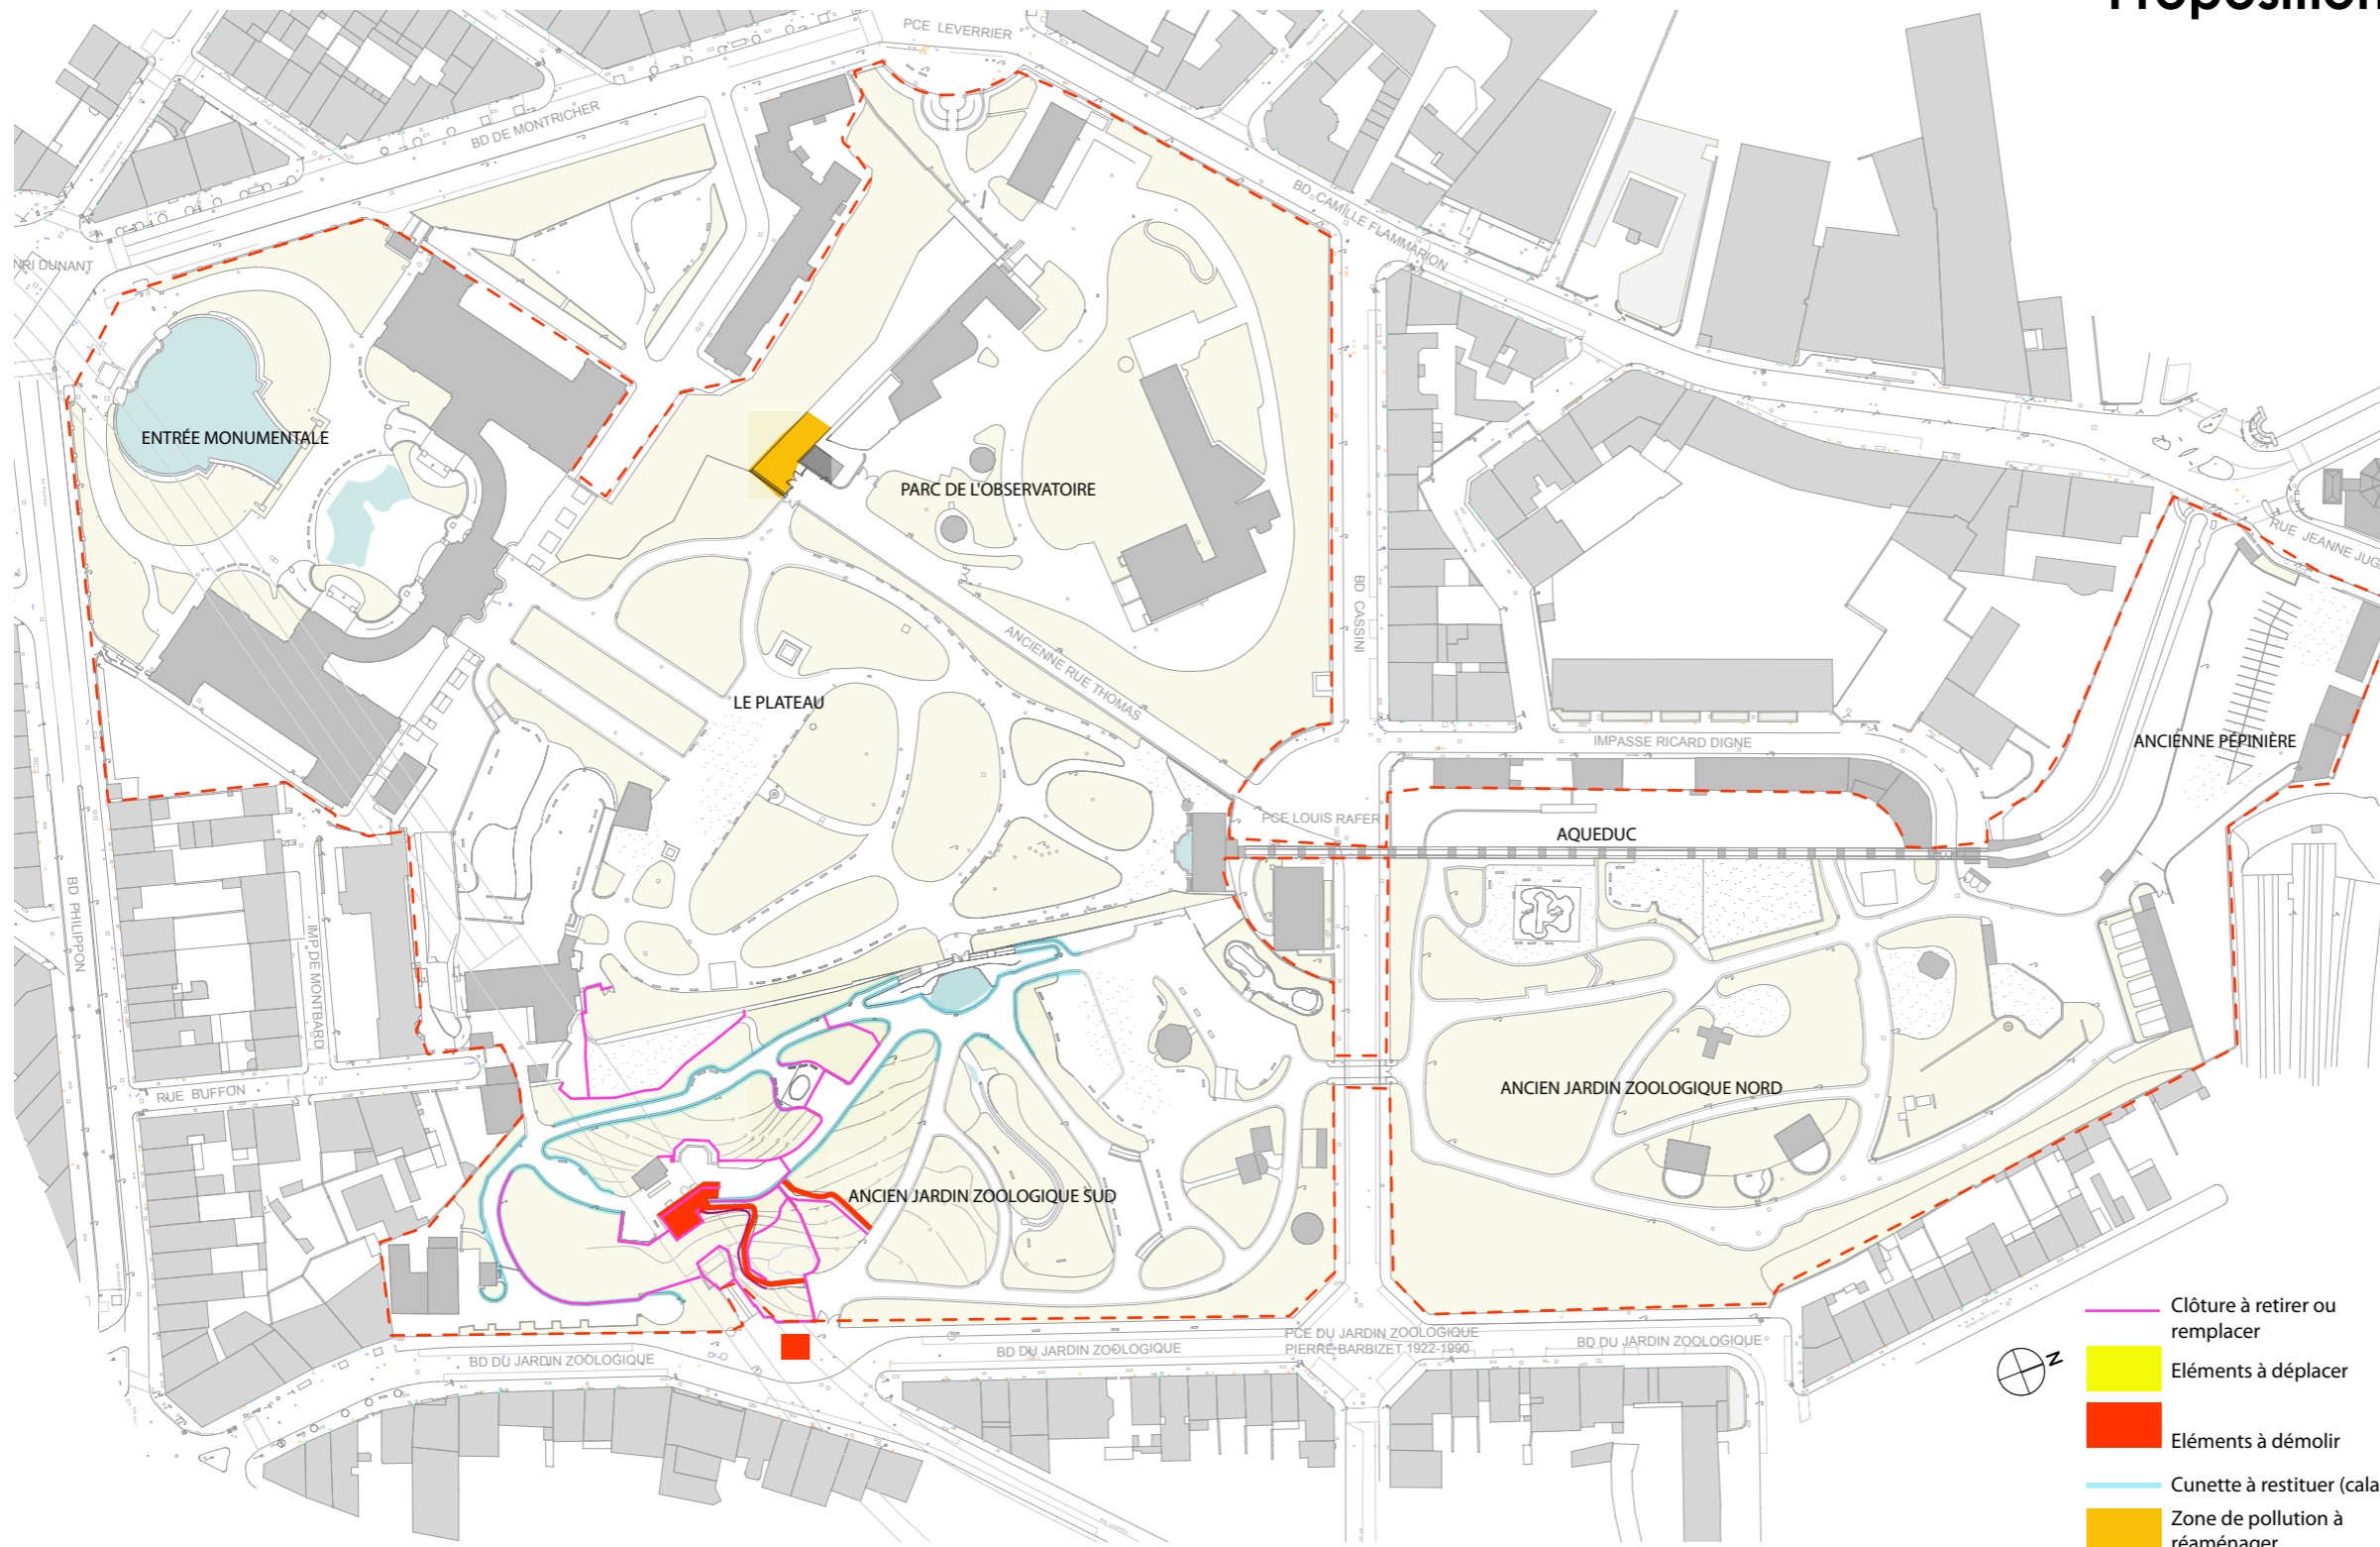 Proposition
PCE LEVERRIER
BD DE MONTRICHER
BD CAMILLE FLAMMARION
NRI DUNANT
ENTRÉE MONUMENTALE
PARC DE L'OBSERVATOIRE
RUE JEANNE JUG
BD CASSINI
ANCIENNE RUE THOMAS
LE PLATEAU
IMPASSE RICARD DIGNE
ANCIENNE PÉPINIÈRE
PCE LOUIS RAFER
AQUEDUC
BD PHILIPPON
IMP DE MONTBARD
RUE BUFFON
ANCIEN JARDIN ZOOLOGIQUE NORD
ANCIEN JARDIN ZOOLOGIQUE SUD
BD DU JARDIN ZOOLOGIQUE
BD DU JARDIN ZOOLOGIQUE
PCE DU JARDIN ZOOLOGIQUE
PIERRE BARBIZET 1922-1990
BD DU JARDIN ZOOLOGIQUE
N
Clôture à retirer ou
remplacer
Eléments à déplacer
Eléments à démolir
Cunette à restituer (cala
Zone de pollution à
réaménager